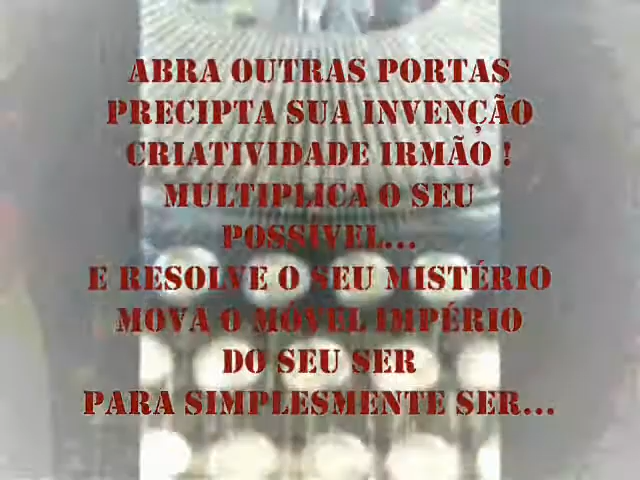 ABRA OUTRAS PORTAS
PRECIPTA SUA INVENÇÃO
CRIATIVIDADE IRMÃO !
MULTIPLICA O SEU
POSSÍVEL...
E RESOLVE O SEU MISTÉRIO
MOVA O MÓVEL IMPÉRIO
DO SEU SER
PARA SIMPLESMENTE SER...